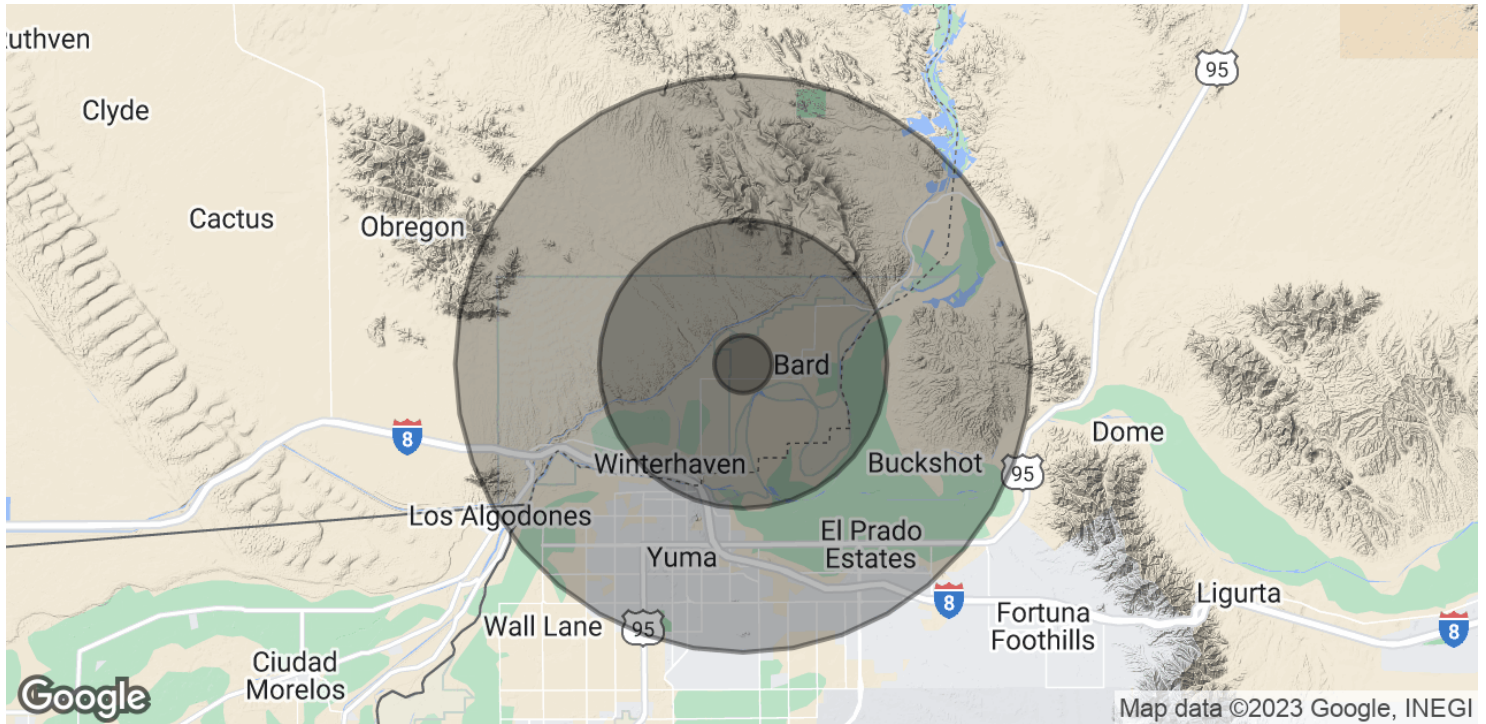 uthven
95
Clyde
Cactus
Obregon
Bard
8
Dome
Winterhaven
Buckshot
95
Los Algodones
El Prado
Estates
Yuma
8
Ligurta
Fortuna
Foothills
Wall Lane
95
8
Ciudad
Morelos
Google
Map data ©2023 Google, INEGI